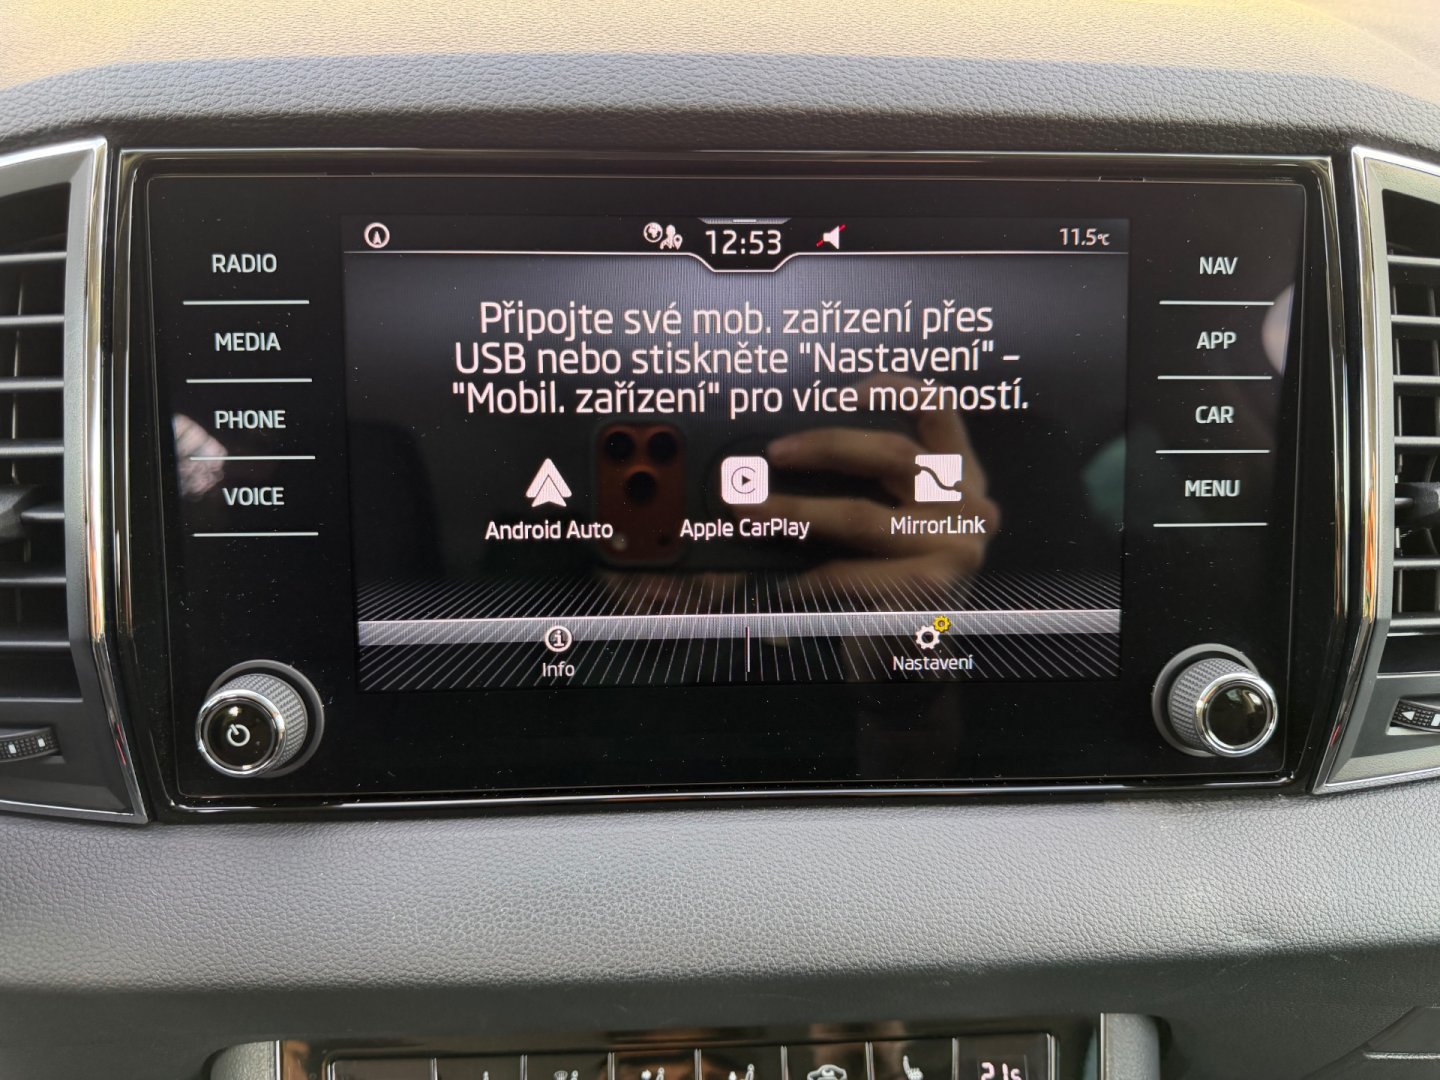 12:53
11.5°C
RADIO
MEDIA
PHONE
VOICE
Připojte své mob. zařízení přes
USB nebo stiskněte "Nastavení" –
"Mobil. zařízení" pro více možností.
Android Auto
Apple CarPlay
MirrorLink
Info
Nastavení
NAV
APP
CAR
MENU